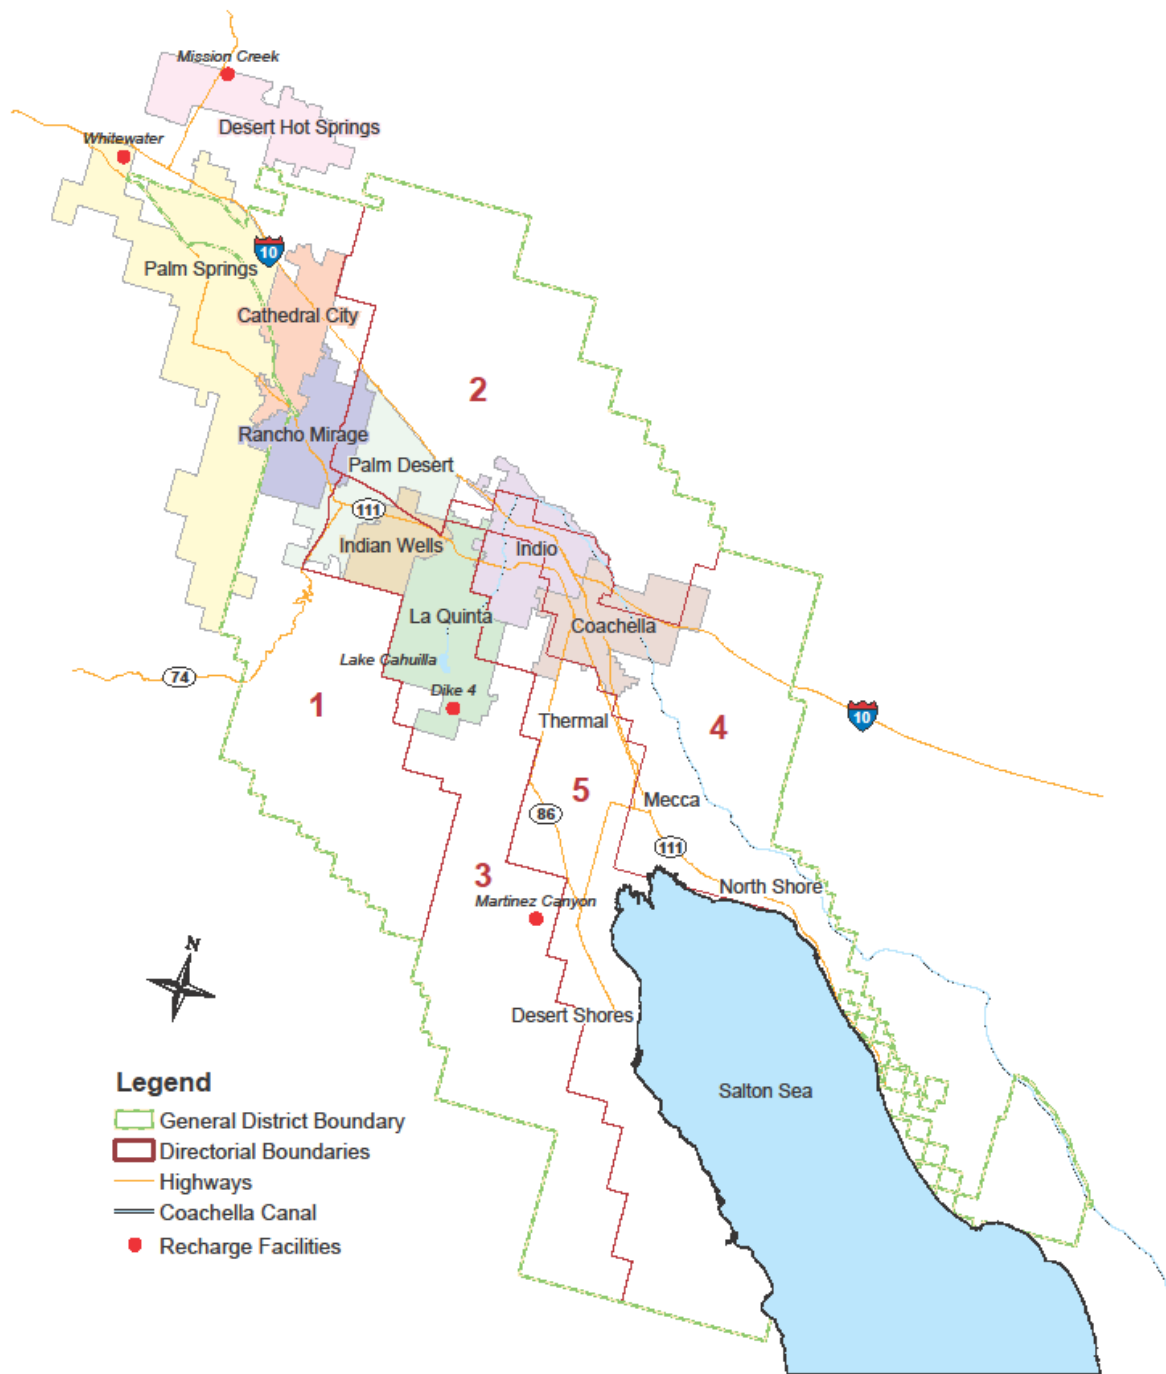 Mission Creek
Desert Hot Springs
Whitewater
10
Palm Springs
Cathedral City
2
Rancho Mirage
Palm Desert
111
Indian Wells
Indio
La Quinta
Coachella
Lake Cahuilla
74
Dike 4
1
Thermal
4
10
5
Mecca
86
111
3
North Shore
Martinez Canyon
N
Desert Shores
Salton Sea
Legend
General District Boundary
Directorial Boundaries
Highways
Coachella Canal
Recharge Facilities